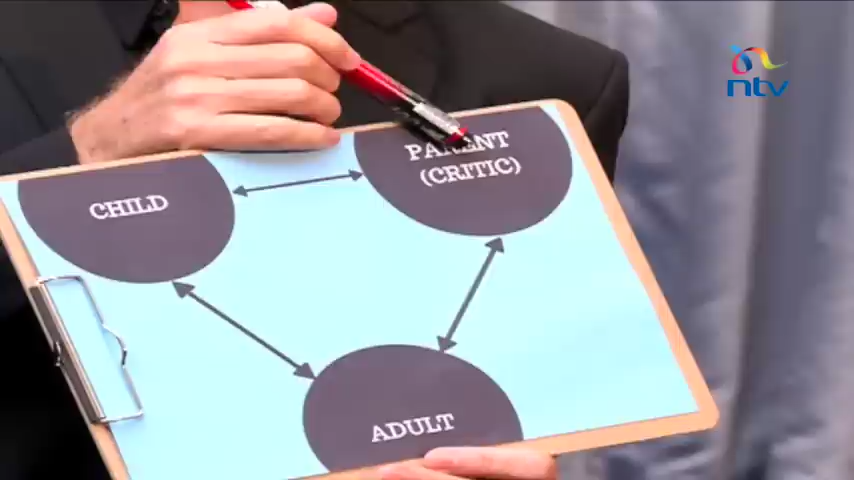 ntv
PARENT
(CRITIC)
CHILD
ADULT